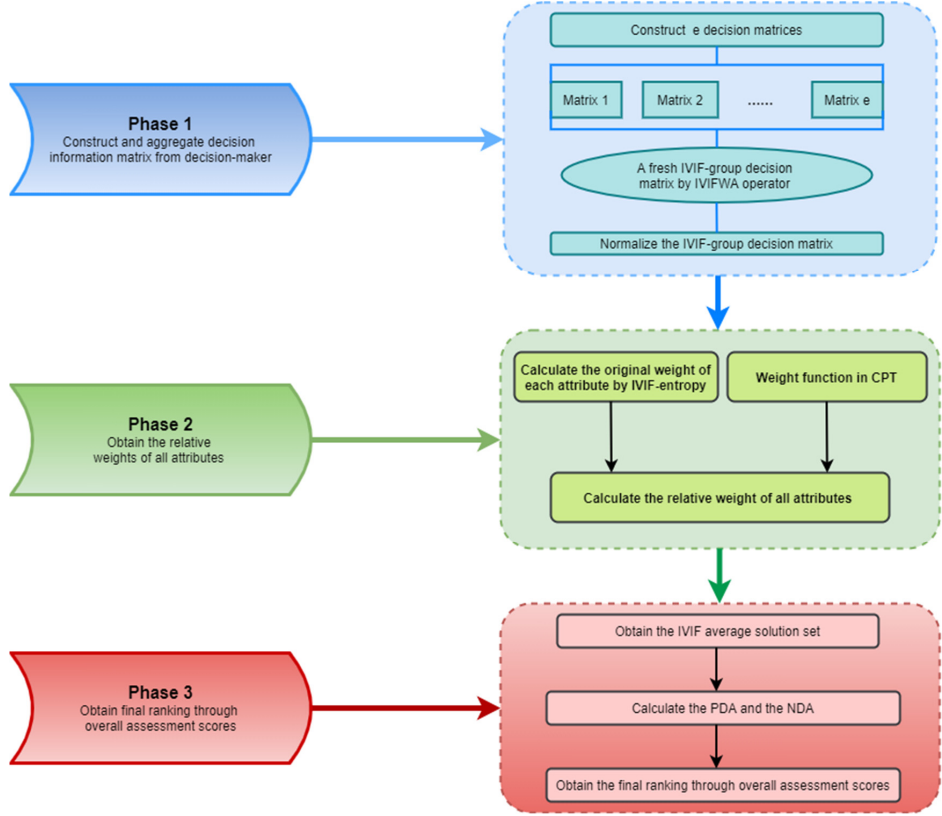 Phase 1
Construct and aggregate decision
information matrix from decision-maker
Construct e decision matrices
Matrix 1
Matrix 2
......
Matrix e
A fresh IVIF-group decision
matrix by IVIFWA operator
Normalize the IVIF-group decision matrix
Phase 2
Obtain the relative
weights of all attributes
Calculate the original weight of
each attribute by IVIF-entropy
Weight function in CPT
Calculate the relative weight of all attributes
Phase 3
Obtain final ranking through
overall assessment scores
Obtain the IVIF average solution set
Calculate the PDA and the NDA
Obtain the final ranking through overall assessment scores